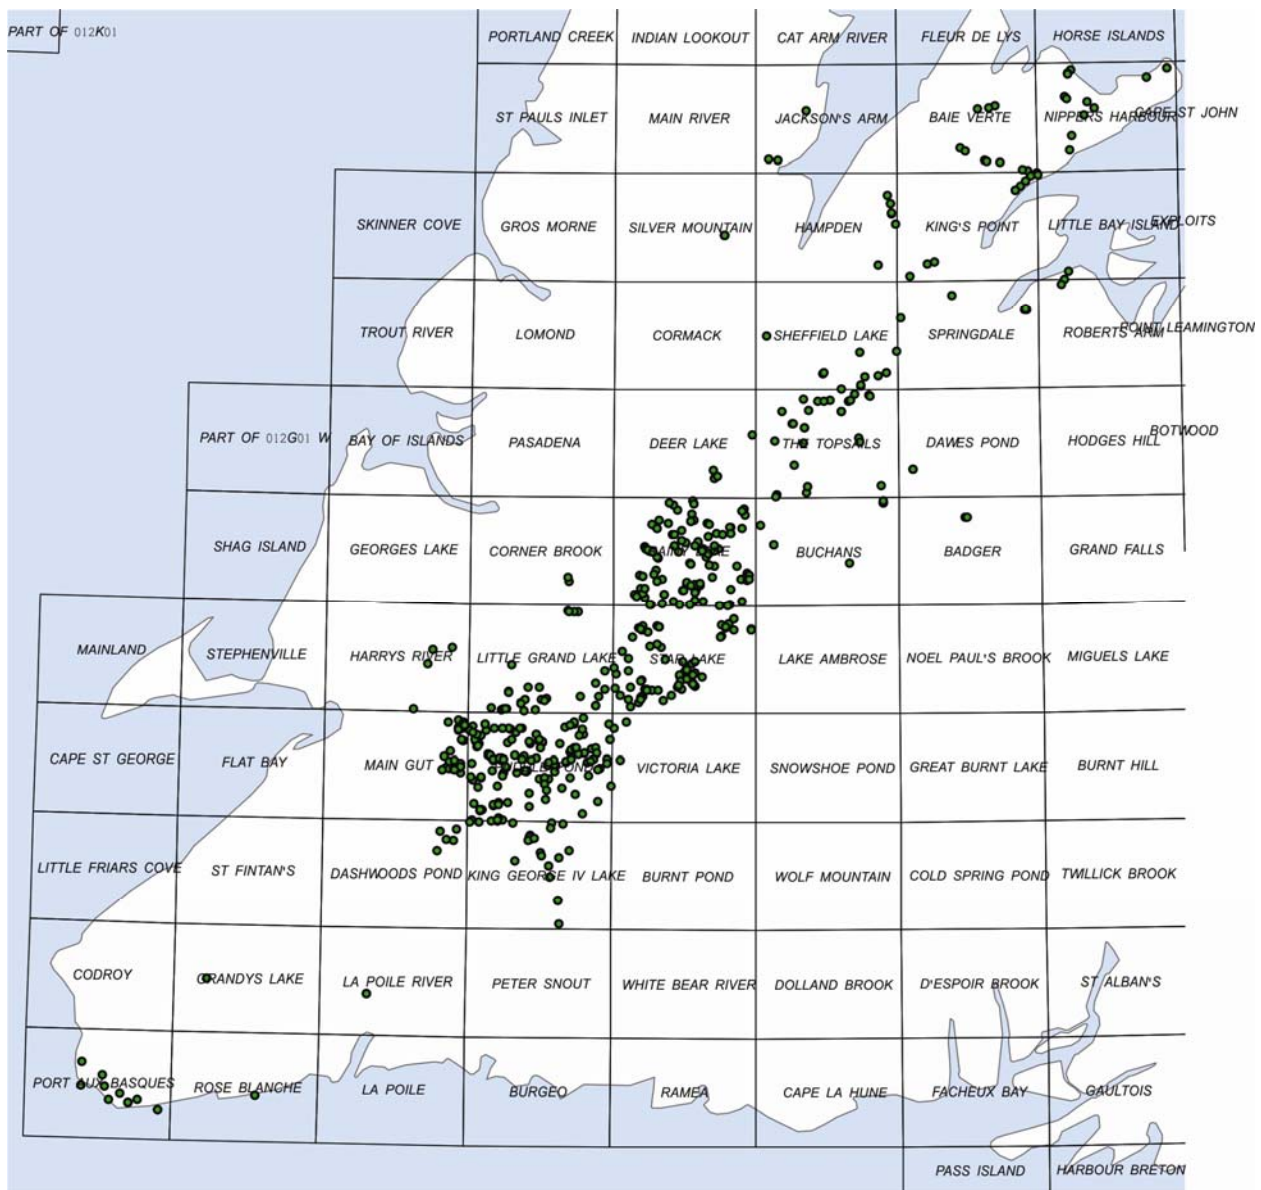 PART OF 012K01
PORTLAND CREEK
INDIAN LOOKOUT
CAT ARM RIVER
FLEUR DE LYS
HORSE ISLANDS
ST PAULS INLET
MAIN RIVER
JACKSON'S ARM
BAIE VERTE
NIPPERS HARBOUR
CAPE ST JOHN
SKINNER COVE
GROS MORNE
SILVER MOUNTAIN
HAMPDEN
KING'S POINT
LITTLE BAY ISLAND
EXPLOITS
TROUT RIVER
LOMOND
CORMACK
SHEFFIELD LAKE
SPRINGDALE
ROBERTS ARM
POINT LEAMINGTON
PART OF 012G01 W
BAY OF ISLANDS
PASADENA
DEER LAKE
THE TOPSAILS
DAWES POND
HODGES HILL
BOTWOOD
SHAG ISLAND
GEORGES LAKE
CORNER BROOK
LAKE
BUCHANS
BADGER
GRAND FALLS
MAINLAND
STEPHENVILLE
HARRYS RIVER
LITTLE GRAND LAKE
STAR LAKE
LAKE AMBROSE
NOEL PAUL'S BROOK
MIGUELS LAKE
CAPE ST GEORGE
FLAT BAY
MAIN GUT
POND
VICTORIA LAKE
SNOWSHOE POND
GREAT BURNT LAKE
BURNT HILL
LITTLE FRIARS COVE
ST FINTAN'S
DASHWOODS POND
KING GEORGE IV LAKE
BURNT POND
WOLF MOUNTAIN
COLD SPRING POND
TWILLICK BROOK
CODROY
GRANDYS LAKE
LA POILE RIVER
PETER SNOUT
WHITE BEAR RIVER
DOLLAND BROOK
D'ESPOIR BROOK
ST ALBAN'S
PORT AUX BASQUES
ROSE BLANCHE
LA POILE
BURGEO
RAMEA
CAPE LA HUNE
FACHEUX BAY
GAULTOIS
PASS ISLAND
HARBOUR BRETON